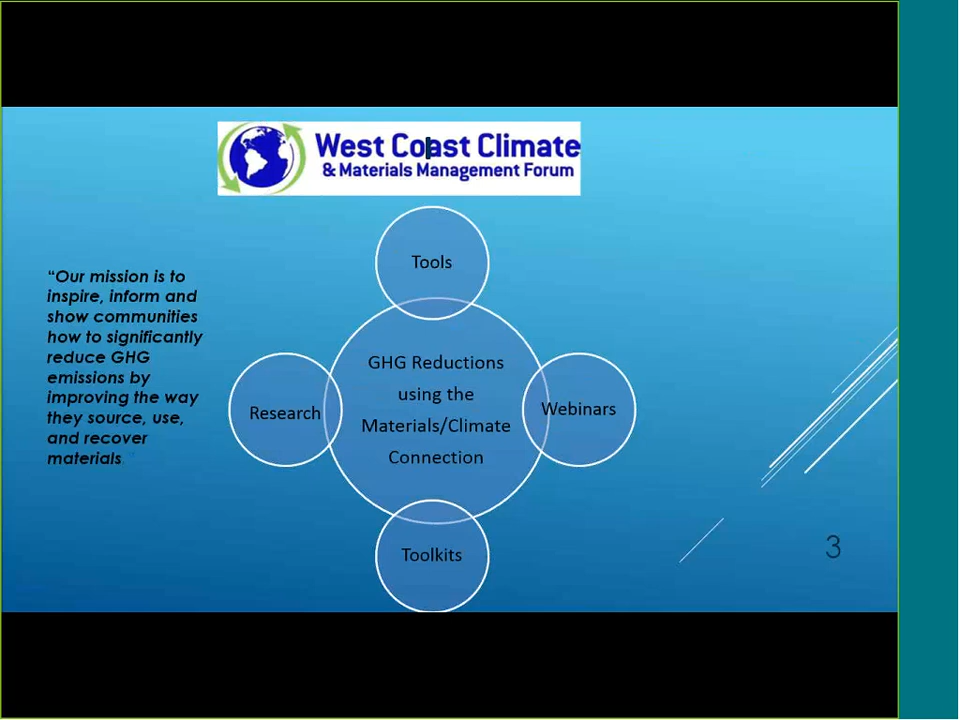 West Coast Climate
& Materials Management Forum
Tools
“Our mission is to
inspire, inform and
show communities
how to significantly
reduce GHG
emissions by
improving the way
they source, use,
and recover
materials.”
GHG Reductions
using the
Materials/Climate
Connection
Research
Webinars
Toolkits
3